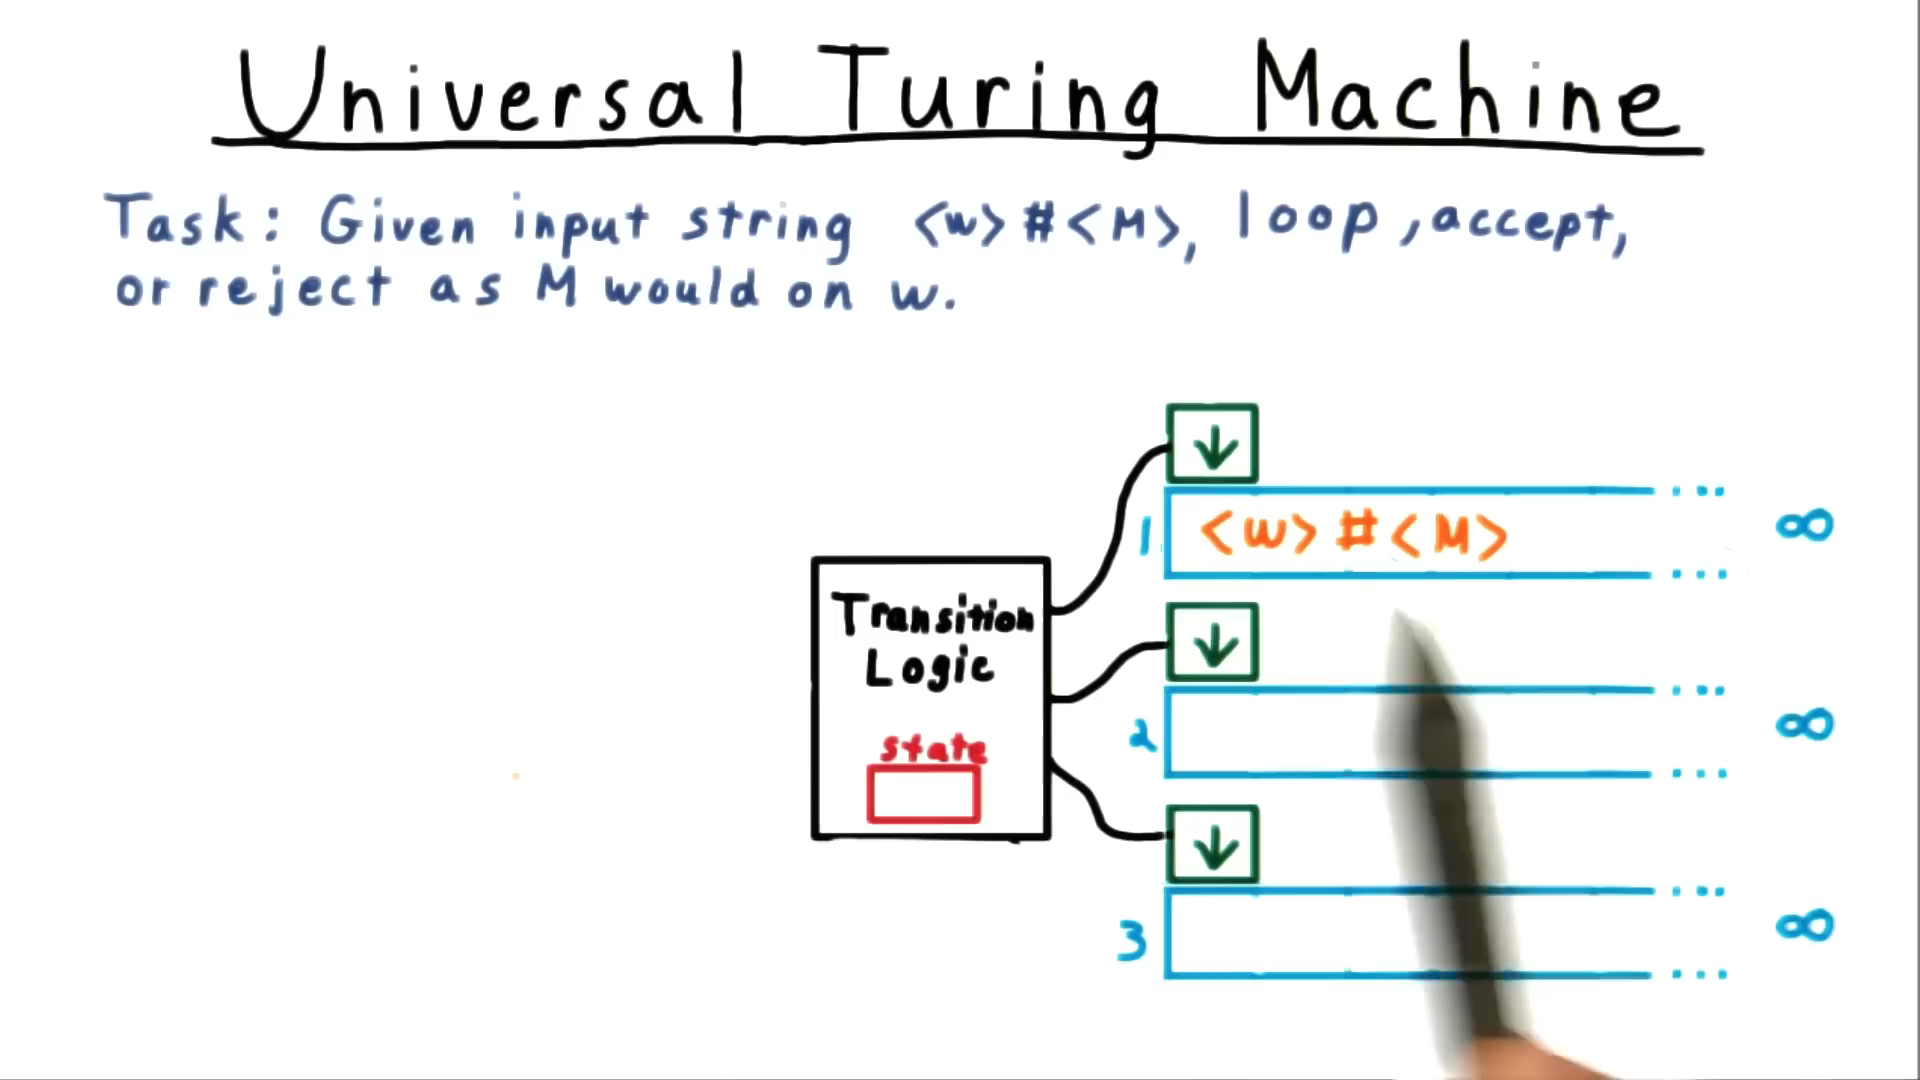 Universal Turing Machine
Task: Given input string <w>#<M>, loop, accept,
or reject as M would on w.
1 <w>#<M> ... ∞
Transition
Logic
state
2 ... ∞
3 ... ∞